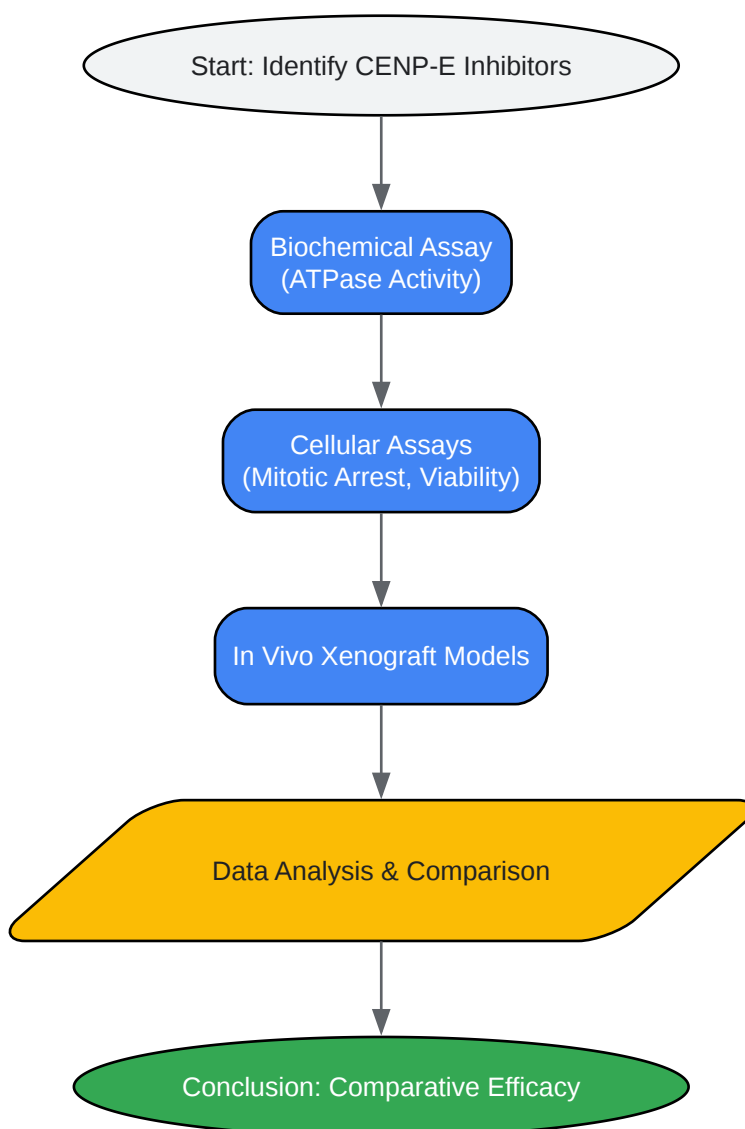 Start: Identify CENP-E Inhibitors
Biochemical Assay
(ATPase Activity)
Cellular Assays
(Mitotic Arrest, Viability)
In Vivo Xenograft Models
Data Analysis & Comparison
Conclusion: Comparative Efficacy